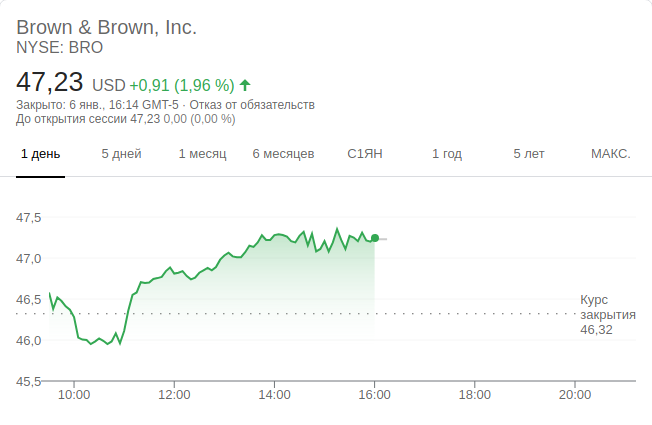 Brown & Brown, Inc.
NYSE: BRO
47,23 USD +0,91 (1,96 %)
Закрыто: 6 янв., 16:14 GMT-5 · Отказ от обязательств
До открытия сессии 47,23 0,00 (0,00 %)
1 день 5 дней 1 месяц 6 месяцев С1ЯН 1 год 5 лет МАКС.
47,5
47,0
46,5
46,0
45,5
Курс
закрытия
46,32
10:00 12:00 14:00 16:00 18:00 20:00